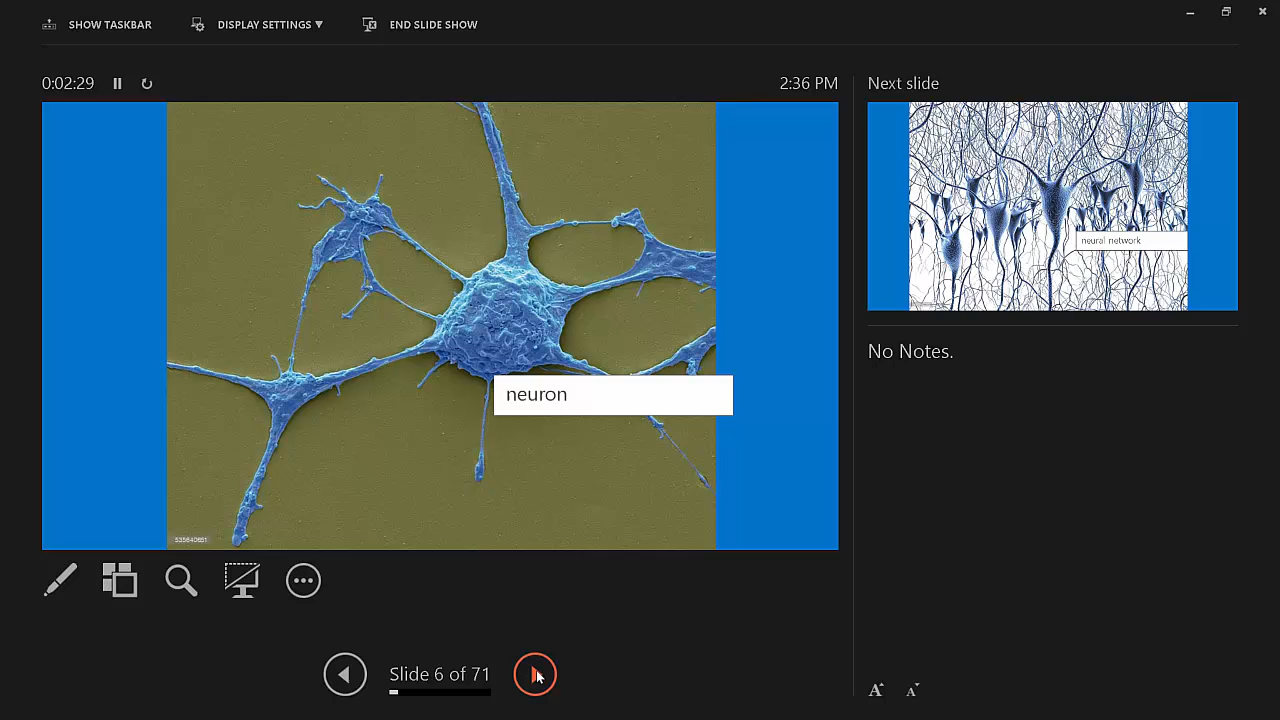 SHOW TASKBAR
DISPLAY SETTINGS ▼
END SLIDE SHOW
0:02:29
2:36 PM
Next slide
neuron
535640651
neural network
No Notes.
Slide 6 of 71
A A